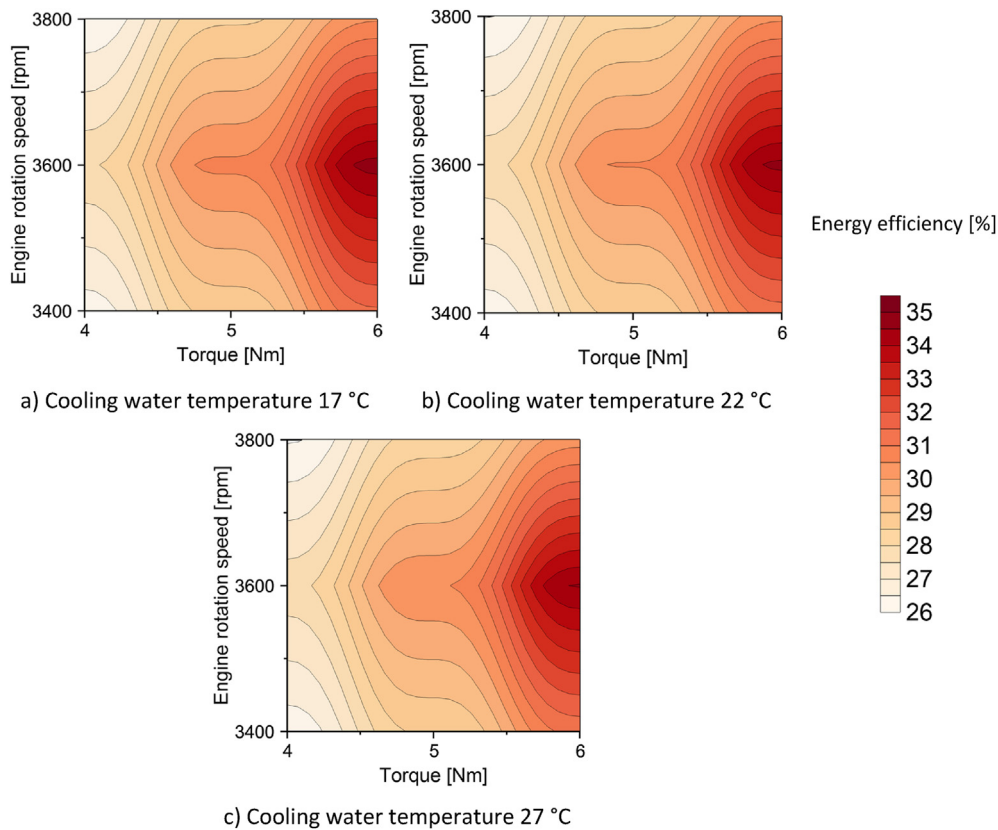 3800
3600
3400
Engine rotation speed [rpm]
4
5
6
Torque [Nm]
a) Cooling water temperature 17 °C
3800
3600
3400
Engine rotation speed [rpm]
4
5
6
Torque [Nm]
b) Cooling water temperature 22 °C
Energy efficiency [%]
35
34
33
32
31
30
29
28
27
26
3800
3600
3400
Engine rotation speed [rpm]
4
5
6
Torque [Nm]
c) Cooling water temperature 27 °C